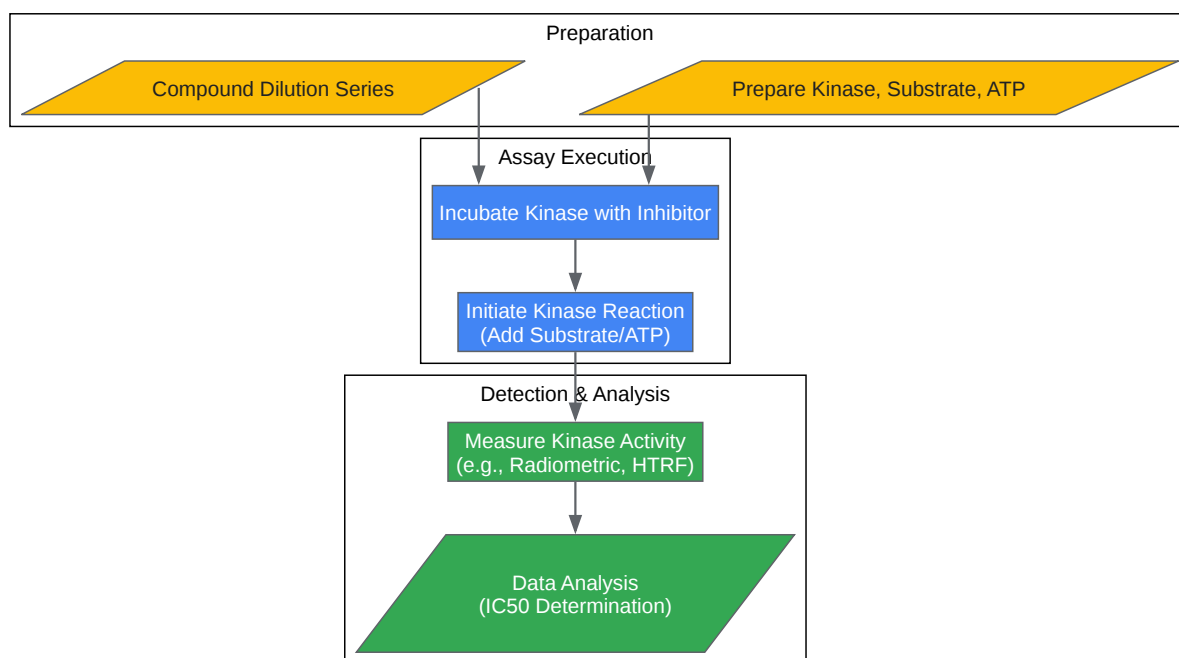 Preparation
Compound Dilution Series
Prepare Kinase, Substrate, ATP
Assay Execution
Incubate Kinase with Inhibitor
Initiate Kinase Reaction
(Add Substrate/ATP)
Detection & Analysis
Measure Kinase Activity
(e.g., Radiometric, HTRF)
Data Analysis
(IC50 Determination)